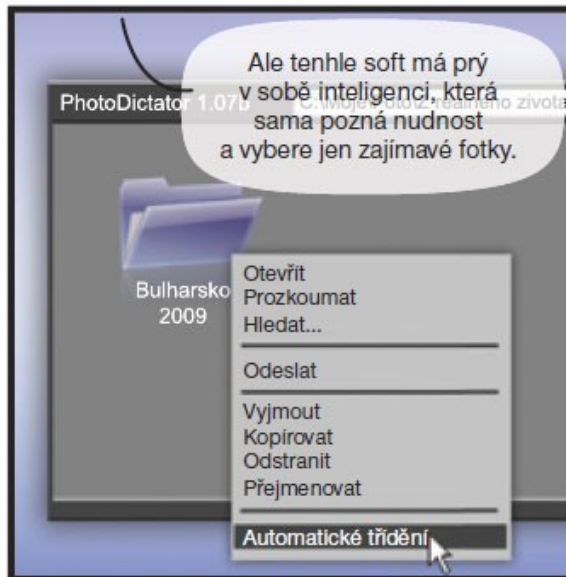 Ale tenhle soft má prý
v sobě inteligenci, která
sama pozná nudnost
a vybere jen zajímavé fotky.
PhotoDictator 1.07b
života
Bulharsko
2009
Otevřít
Prozkoumat
Hledat...
Odeslat
Vyjmout
Kopírovat
Odstranit
Přejmenovat
Automatické třídění